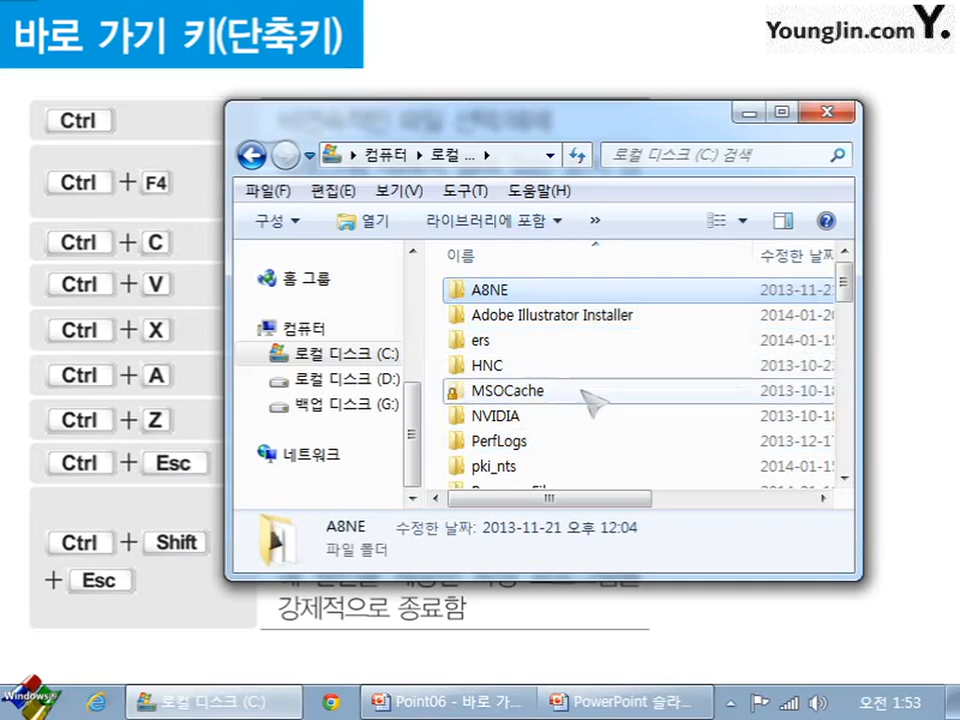 바로 가기 키(단축키)
YoungJin.com Y.
Ctrl
Ctrl + F4
Ctrl + C
Ctrl + V
Ctrl + X
Ctrl + A
Ctrl + Z
Ctrl + Esc
Ctrl + Shift
+ Esc
컴퓨터 로컬 ... 로컬 디스크 (C:) 검색
파일(F) 편집(E) 보기(V) 도구(T) 도움말(H)
구성 열기 라이브러리에 포함 »
이름 수정한 날짜
홈 그룹
컴퓨터
로컬 디스크 (C:)
로컬 디스크 (D:)
백업 디스크 (G:)
네트워크
A8NE 2013-11-21
Adobe Illustrator Installer 2014-01-20
ers 2014-01-15
HNC 2013-10-23
MSOCache 2013-10-18
NVIDIA 2013-10-18
PerfLogs 2013-12-17
pki_nts 2014-01-15
A8NE 수정한 날짜: 2013-11-21 오후 12:04
파일 폴더
강제적으로 종료함
Windows
로컬 디스크 (C:) Point06 - 바로 가... PowerPoint 슬라... 오전 1:53